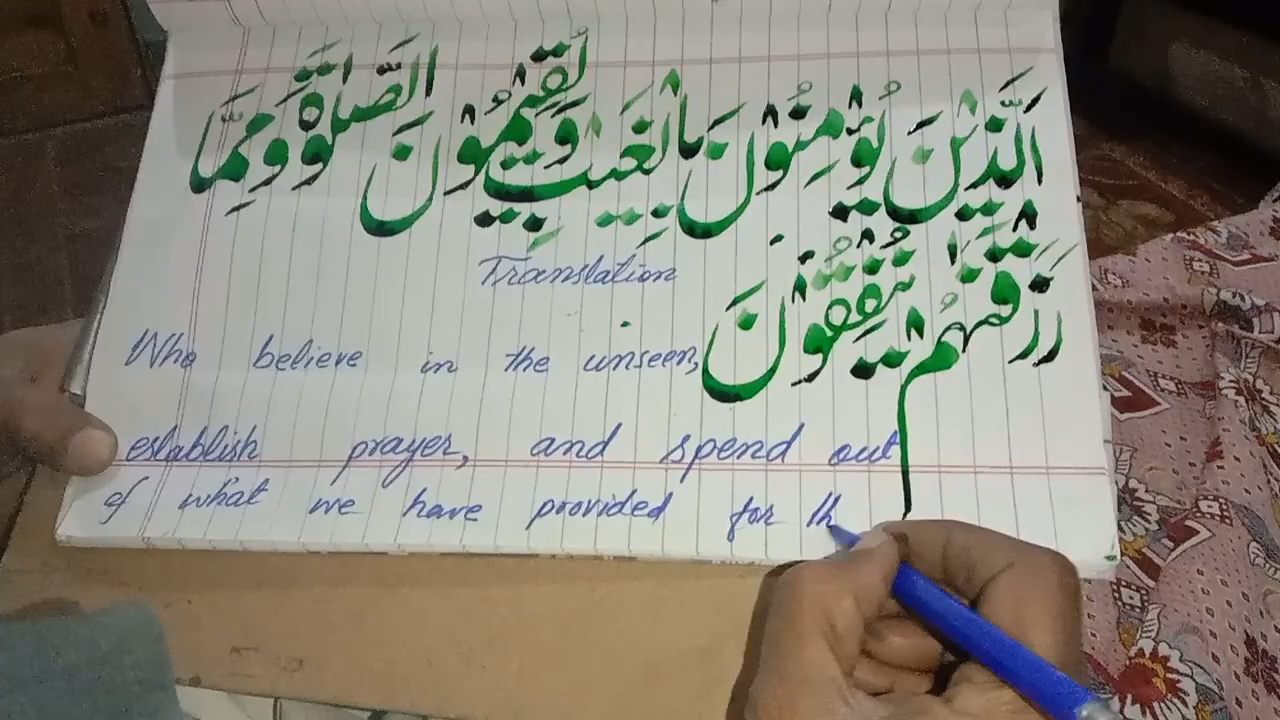 الَّذِيْنَ يُؤْمِنُوْنَ بِالْغَيْبِ وَيُقِيْمُوْنَ الصَّلٰوةَ وَمِمَّا
رَزَقْنٰهُمْ يُنْفِقُوْنَ
Translation
Who believe in the unseen,
establish prayer, and spend out
of what we have provided for th